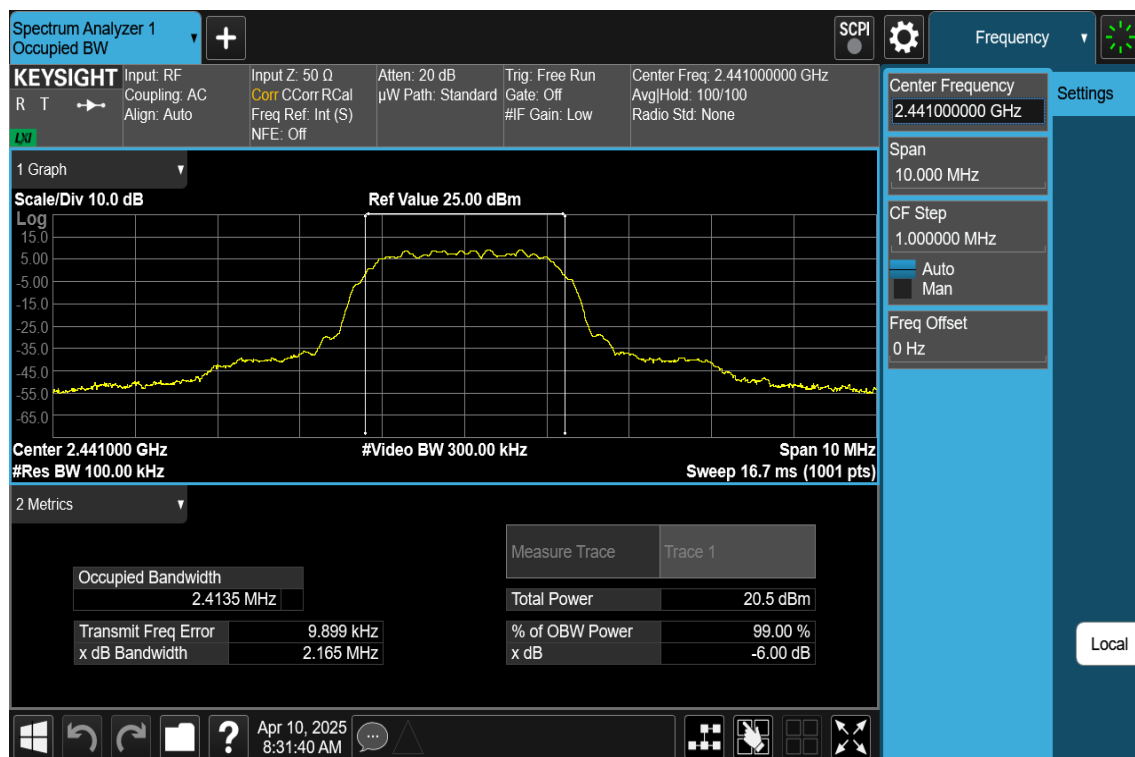 Spectrum Analyzer 1
Occupied BW
SCPI
Frequency
KEYSIGHT
R T
LXI
Input: RF
Coupling: AC
Align: Auto
Input Z: 50 Ω
Corr CCorr RCal
Freq Ref: Int (S)
NFE: Off
Atten: 20 dB
µW Path: Standard
Trig: Free Run
Gate: Off
#IF Gain: Low
Center Freq: 2.441000000 GHz
Avg|Hold: 100/100
Radio Std: None
Center Frequency
2.441000000 GHz
Settings
Span
10.000 MHz
CF Step
1.000000 MHz
Auto
Man
Freq Offset
0 Hz
Local
1 Graph
Scale/Div 10.0 dB
Ref Value 25.00 dBm
Log
15.0
5.00
-5.00
-15.0
-25.0
-35.0
-45.0
-55.0
-65.0
Center 2.441000 GHz
#Video BW 300.00 kHz
Span 10 MHz
#Res BW 100.00 kHz
Sweep 16.7 ms (1001 pts)
2 Metrics
Measure Trace Trace 1
Occupied Bandwidth
2.4135 MHz
Total Power 20.5 dBm
Transmit Freq Error 9.899 kHz
% of OBW Power 99.00 %
x dB Bandwidth 2.165 MHz
x dB -6.00 dB
?
Apr 10, 2025
8:31:40 AM